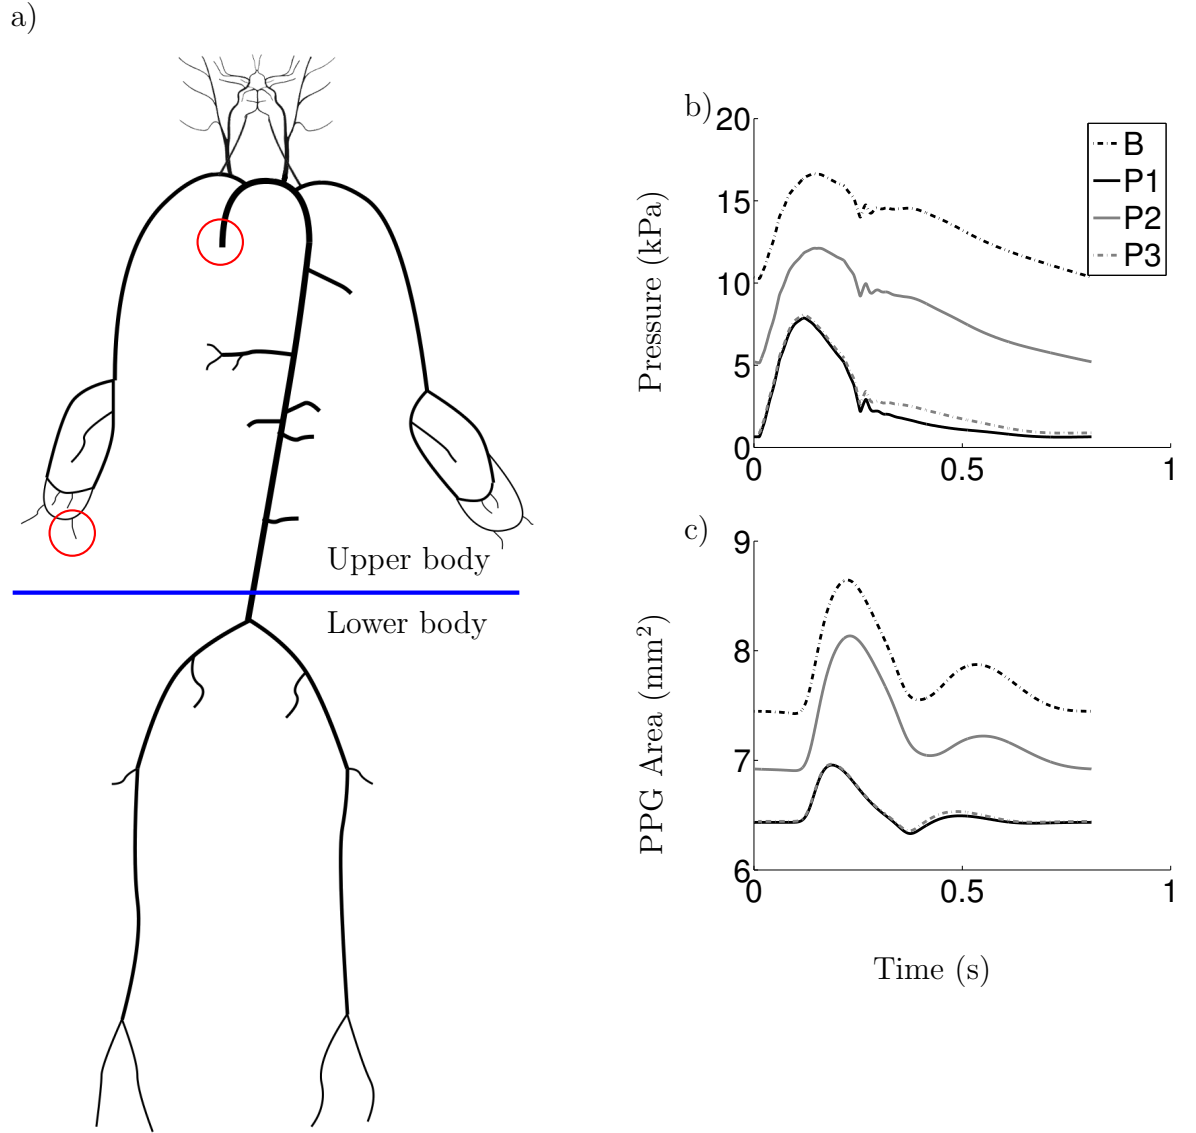 a)
Upper body
Lower body
b)
Pressure (kPa)
20
15
10
5
0
0
0.5
1
B
P1
P2
P3
c)
PPG Area (mm²)
9
8
7
6
0
0.5
1
Time (s)